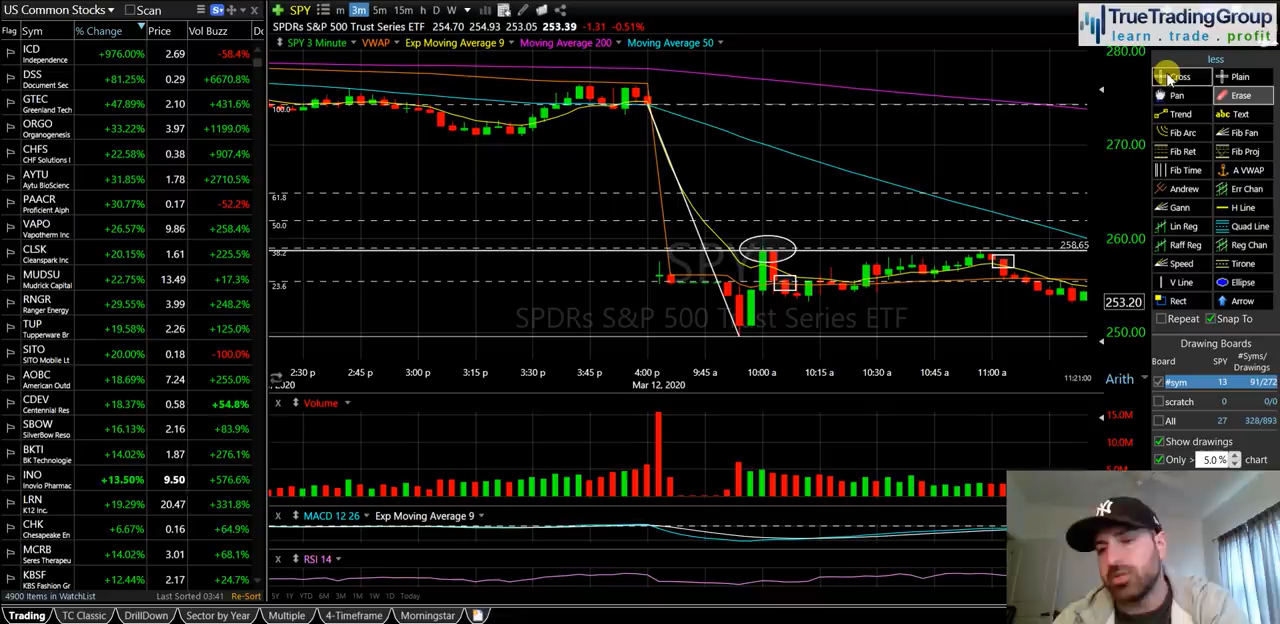 US Common Stocks Scan
Flag Sym % Change Price Vol Buzz
ICD Independence +976.00% 2.69 -58.4%
DSS Document Sec +81.25% 0.29 +6670.8%
GTEC Greenland Tech +47.89% 2.10 +431.6%
ORGO Organogenesis +33.22% 3.97 +1199.0%
CHFS CHF Solutions I +22.58% 0.38 +907.4%
AYTU Aytu BioScienc +31.85% 1.78 +2710.5%
PAACR Proficient Alph +30.77% 0.17 -52.2%
VAPO Vapotherm Inc +26.57% 9.86 +258.4%
CLSK Cleanspark Inc +20.15% 1.61 +225.5%
MUDSU Mudrick Capital +22.75% 13.49 +17.3%
RNGR Ranger Energy +29.55% 3.99 +248.2%
TUP Tupperware Br +19.58% 2.26 +125.0%
SITO SITO Mobile Lt +20.00% 0.18 -100.0%
AOBC American Outd +18.69% 7.24 +255.0%
CDEV Centennial Res +18.37% 0.58 +54.8%
SBOW SilverBow Reso +16.13% 2.16 +83.9%
BKTI BK Technologie +14.02% 1.87 +276.1%
INO Inovio Pharmac +13.50% 9.50 +576.6%
LRN K12 Inc. +19.29% 20.47 +331.8%
CHK Chesapeake En +6.67% 0.16 +64.9%
MCRB Seres Therapeu +14.02% 3.01 +68.1%
KBSF KBS Fashion Gr +12.44% 2.17 +24.7%
4900 Items in WatchList Last Sorted 03:41 Re-Sort
Trading TC Classic DrillDown Sector by Year Multiple 4-Timeframe Morningstar
SPY m 3m 5m 15m h D W
SPDRs S&P 500 Trust Series ETF 254.70 254.93 253.05 253.39 -1.31 -0.51%
SPY 3 Minute VWAP Exp Moving Average 9 Moving Average 200 Moving Average 50
280.00
270.00
260.00
253.20
250.00
100.0
61.8
50.0
38.2
23.6
258.65
SPY
SPDRs S&P 500 Trust Series ETF
2:30 p 2:45 p 3:00 p 3:15 p 3:30 p 3:45 p 4:00 p 9:45 a 10:00 a 10:15 a 10:30 a 10:45 a 11:00 a 11:21:00
, 2020 Mar 12, 2020
Arith
X Volume
15.0M
10.0M
5.0M
X MACD 12 26 Exp Moving Average 9
X RSI 14
5Y 1Y YTD 6M 3M 1M 1W 1D Today
TrueTradingGroup
learn . trade . profit
less
Cross Plain
Pan Erase
Trend abc Text
Fib Arc Fib Fan
Fib Ret Fib Proj
Fib Time A VWAP
Andrew Err Chan
Gann H Line
Lin Reg Quad Line
Raff Reg Reg Chan
Speed Tirone
V Line Ellipse
Rect Arrow
Repeat Snap To
Drawing Boards
Board SPY #Syms/ Drawings
#sym 13 91/272
scratch 0 0/0
All 27 328/893
Show drawings
Only > 5.0 % chart